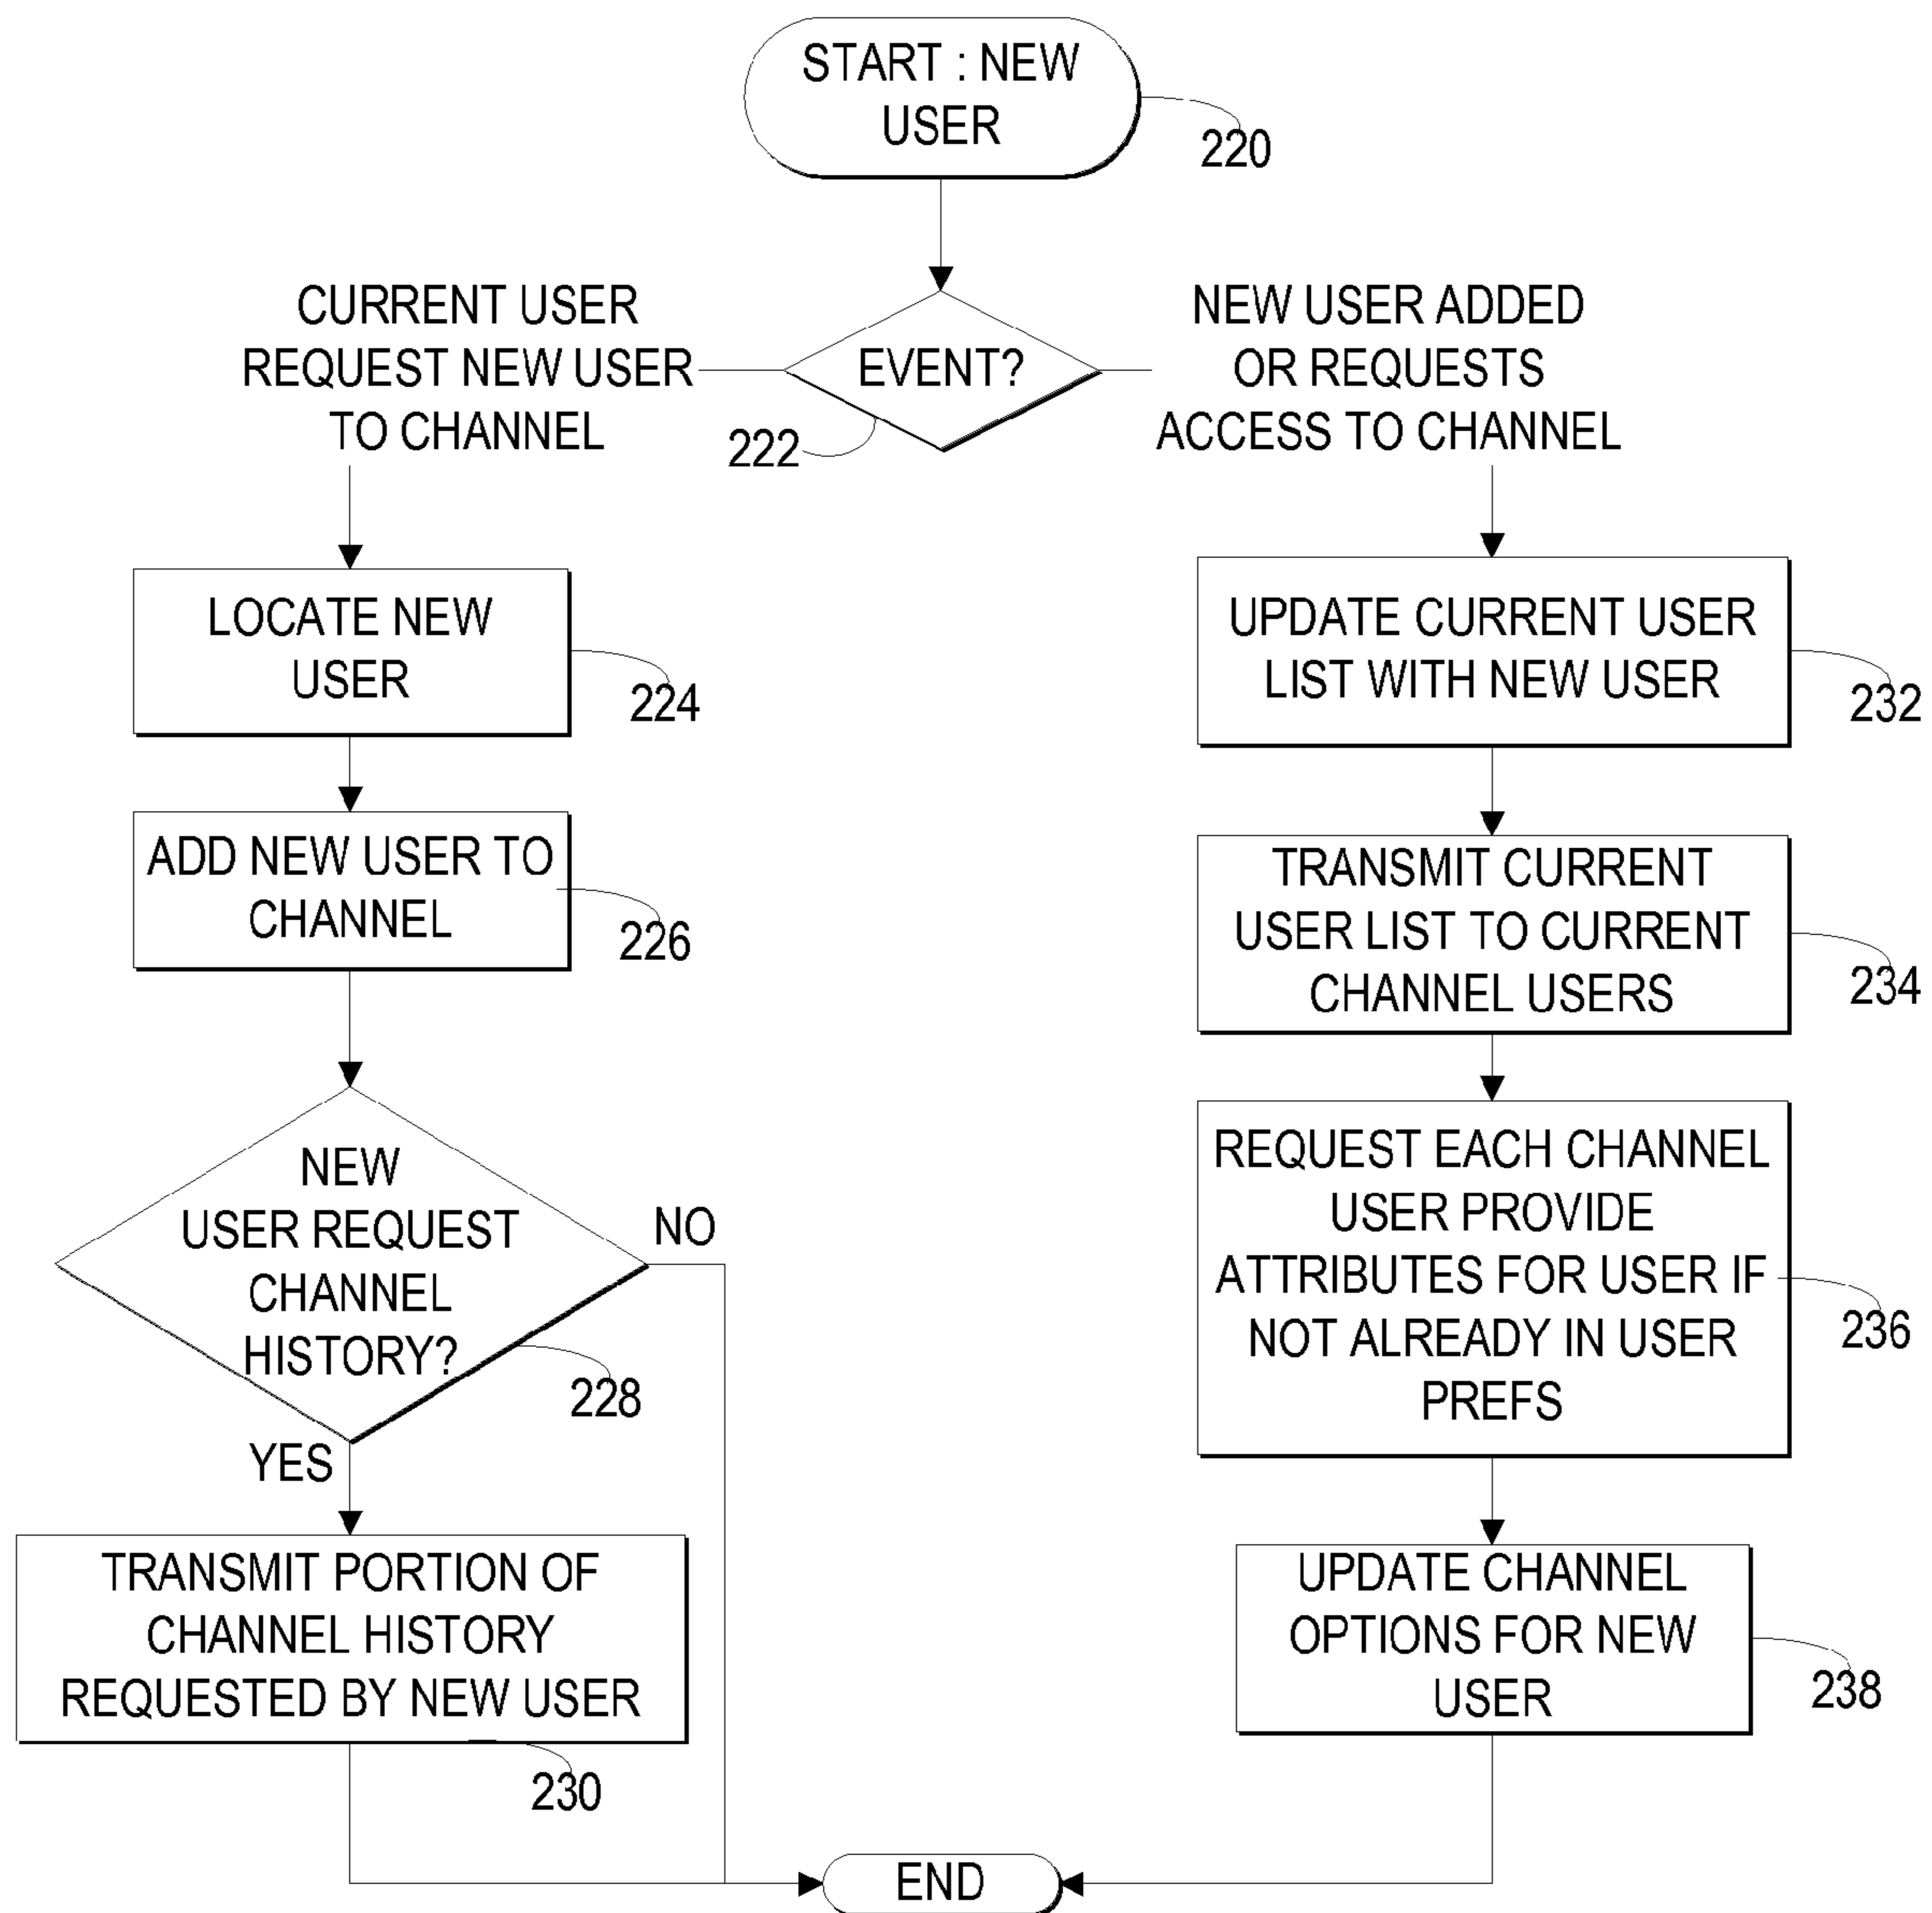 START : NEW
USER
220
CURRENT USER
REQUEST NEW USER
TO CHANNEL
EVENT?
222
NEW USER ADDED
OR REQUESTS
ACCESS TO CHANNEL
LOCATE NEW
USER
224
ADD NEW USER TO
CHANNEL
226
NEW
USER REQUEST
CHANNEL
HISTORY?
NO
228
YES
TRANSMIT PORTION OF
CHANNEL HISTORY
REQUESTED BY NEW USER
230
UPDATE CURRENT USER
LIST WITH NEW USER
232
TRANSMIT CURRENT
USER LIST TO CURRENT
CHANNEL USERS
234
REQUEST EACH CHANNEL
USER PROVIDE
ATTRIBUTES FOR USER IF
NOT ALREADY IN USER
PREFS
236
UPDATE CHANNEL
OPTIONS FOR NEW
USER
238
END